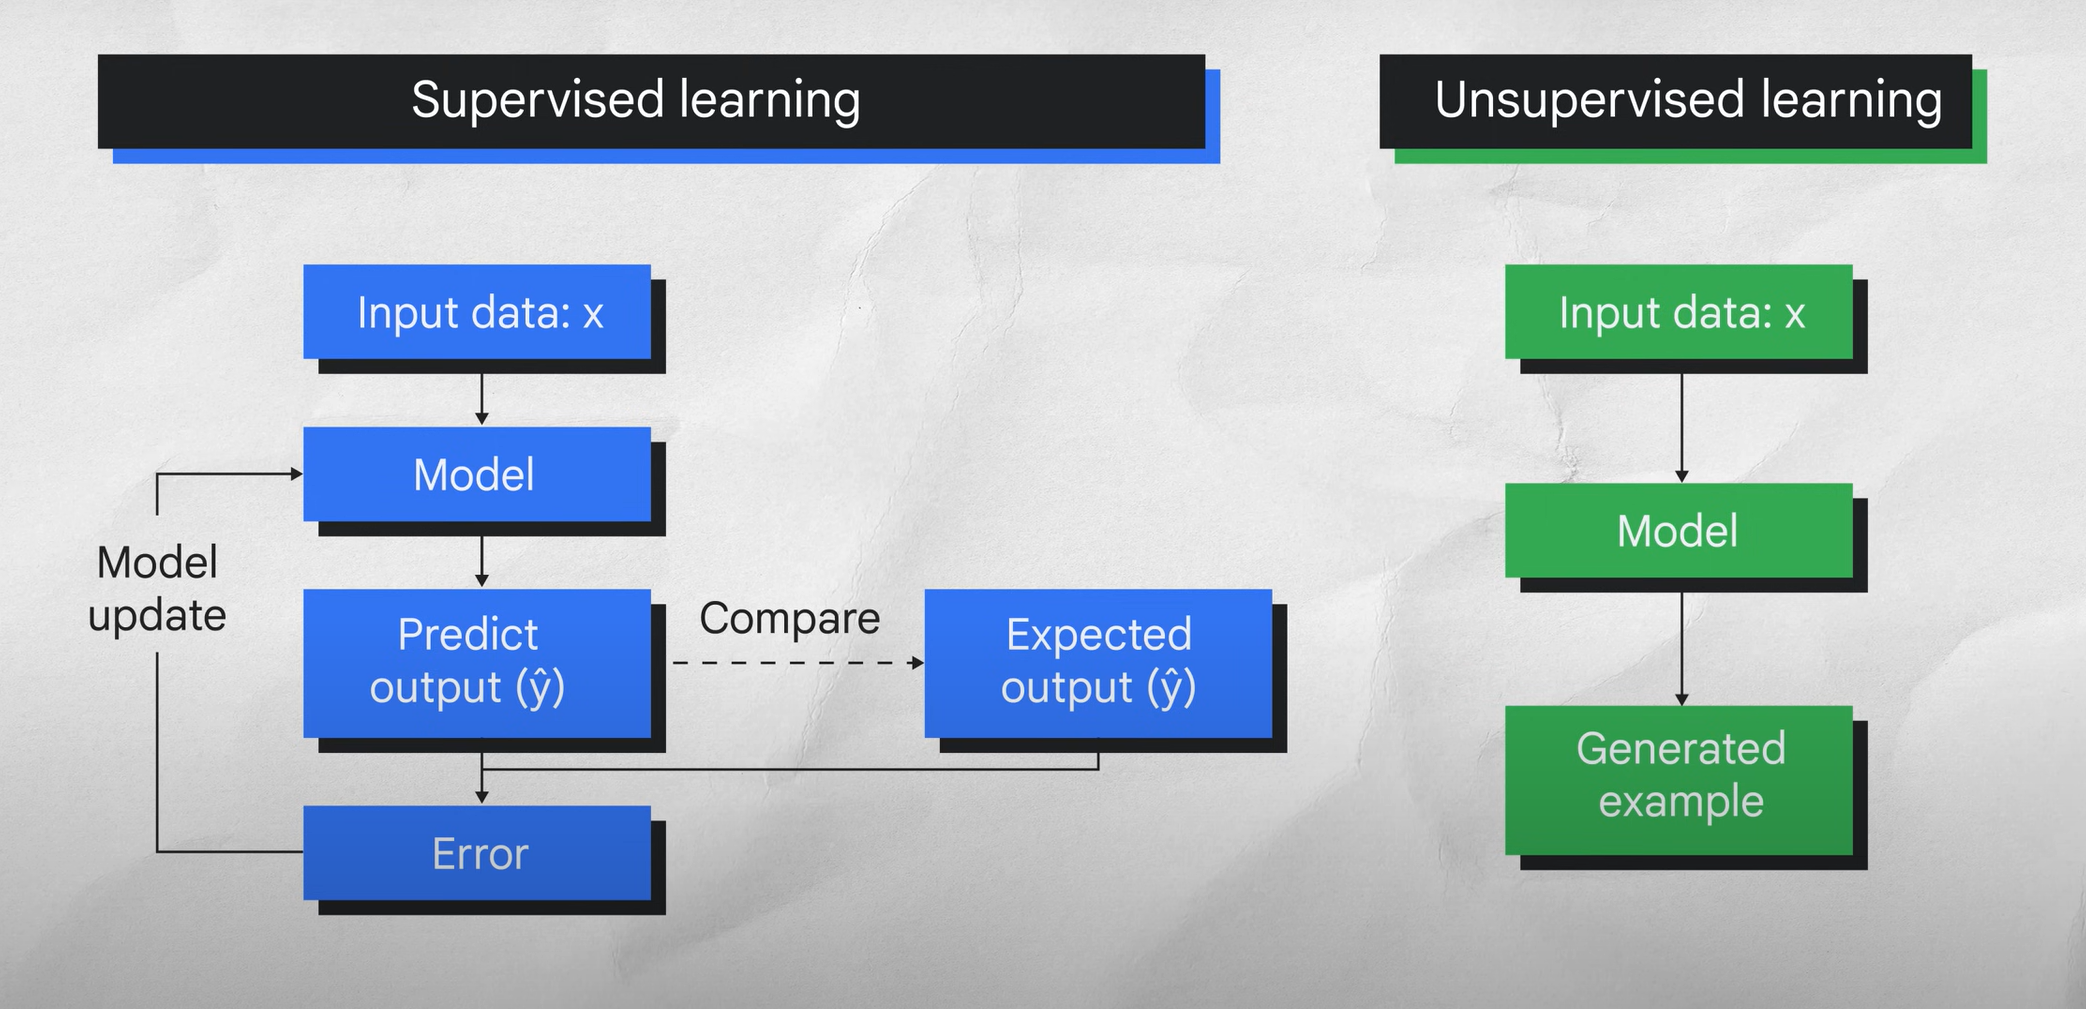 Supervised learning
Input data: x
Model
Model
update
Predict
output (ŷ)
Compare
Expected
output (ŷ)
Error
Unsupervised learning
Input data: x
Model
Generated
example